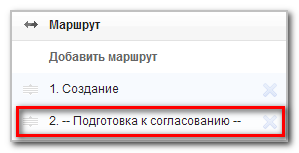 Маршрут
Добавить маршрут
1. Создание
2. -- Подготовка к согласованию --